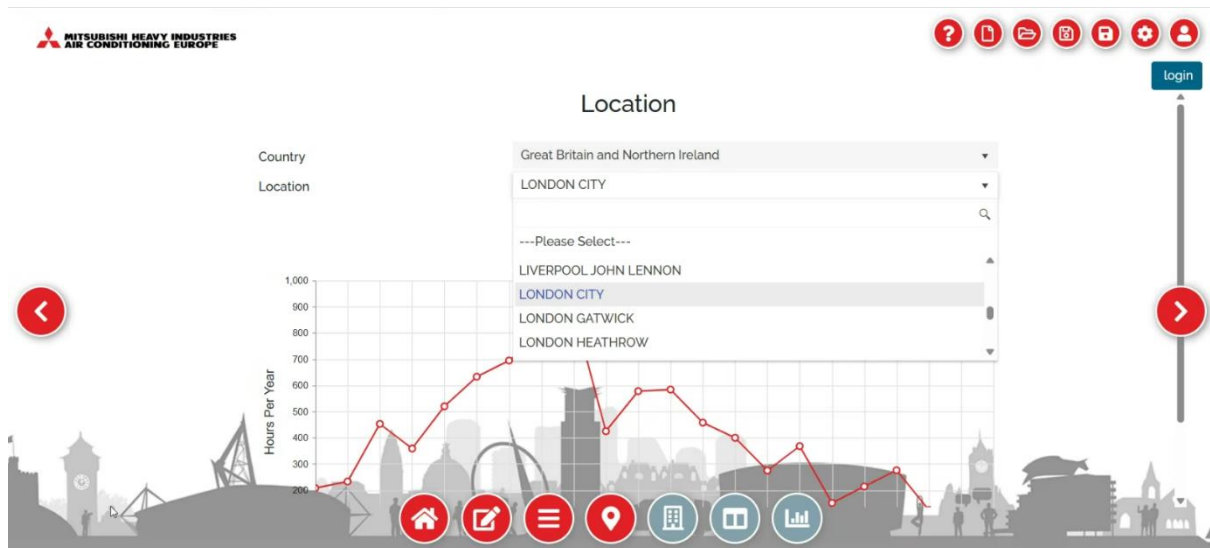 MITSUBISHI HEAVY INDUSTRIES
AIR CONDITIONING EUROPE
?
login
Location
Country
Great Britain and Northern Ireland
Location
LONDON CITY
---Please Select---
LIVERPOOL JOHN LENNON
LONDON CITY
LONDON GATWICK
LONDON HEATHROW
Hours Per Year
1,000
900
800
700
600
500
400
300
200